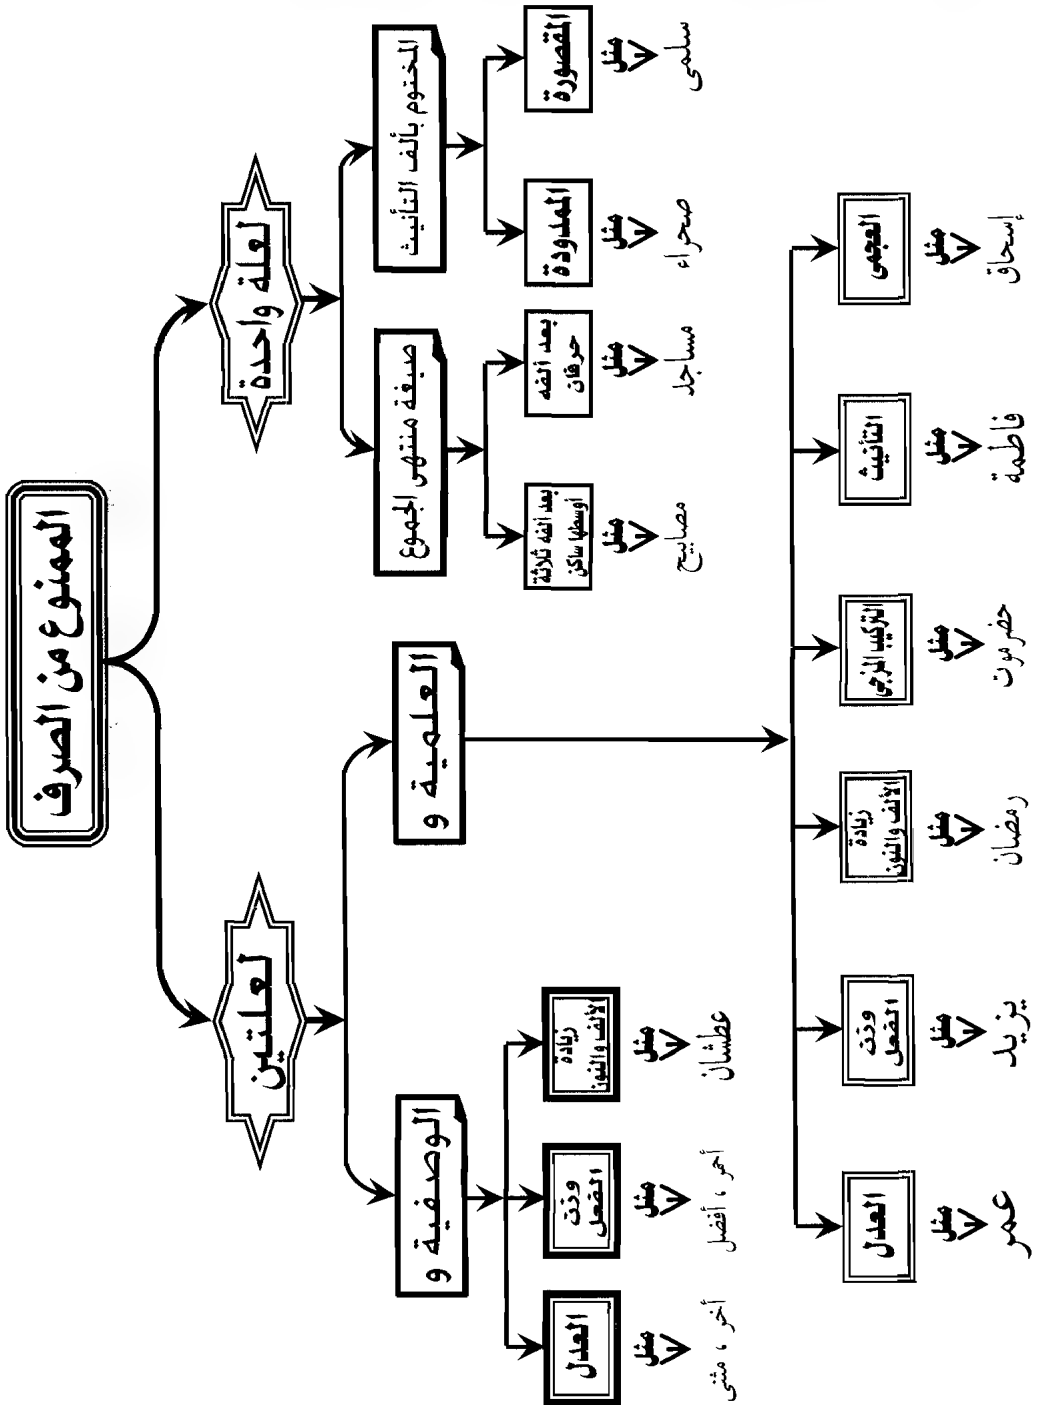 الممنوع من الصرف
لعلة واحدة
لعلتين
المختوم بألف التأنيث
صيغة منتهى الجموع
العلمية و
الوصفية و
المقصورة
مثل
سلمى
الممدودة
مثل
صحراء
بعد ألفه
حرفان
مثل
مساجد
بعد ألفه ثلاثة
أوسطها ساكن
مثل
مصابيح
زيادة
الألف والنون
مثل
عطشان
وزن
الفعل
مثل
أحمر ، أفضل
العدل
مثل
أخر ، مثنى
العجمي
مثل
إسحاق
التأنيث
مثل
فاطمة
التركيب المزجي
مثل
حضرموت
زيادة
الألف والنون
مثل
رمضان
وزن
الفعل
مثل
يزيد
العدل
مثل
عمر